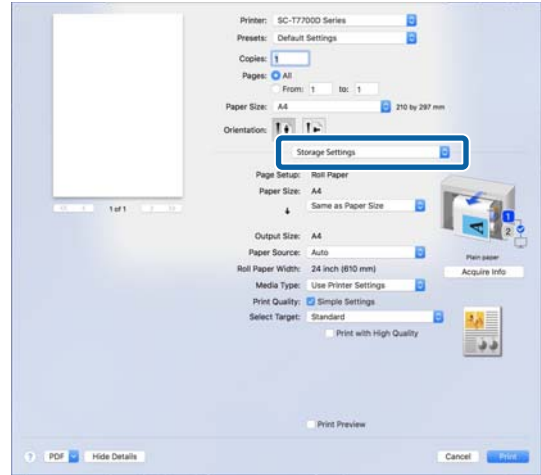 Printer: SC-T7700D Series
Presets: Default Settings
Copies: 1
Pages: All
From: 1 to: 1
Paper Size: A4 210 by 297 mm
Orientation:
Storage Settings
Page Setup: Roll Paper
Paper Size: A4
Same as Paper Size
Output Size: A4
Paper Source: Auto
Roll Paper Width: 24 inch (610 mm)
Media Type: Use Printer Settings
Print Quality: Simple Settings
Select Target: Standard
Print with High Quality
1 of 1
A
1
2
Plain paper
Acquire Info
Print Preview
? PDF Hide Details Cancel Print